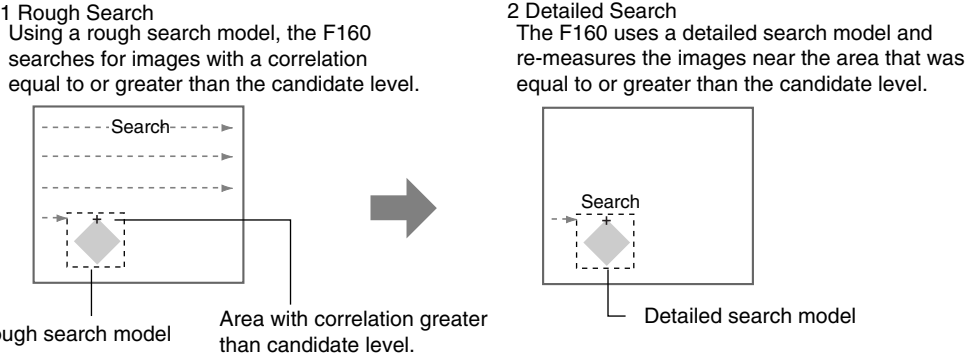 1 Rough Search
Using a rough search model, the F160
searches for images with a correlation
equal to or greater than the candidate level.
Search
ough search model
Area with correlation greater
than candidate level.
2 Detailed Search
The F160 uses a detailed search model and
re-measures the images near the area that was
equal to or greater than the candidate level.
Search
Detailed search model